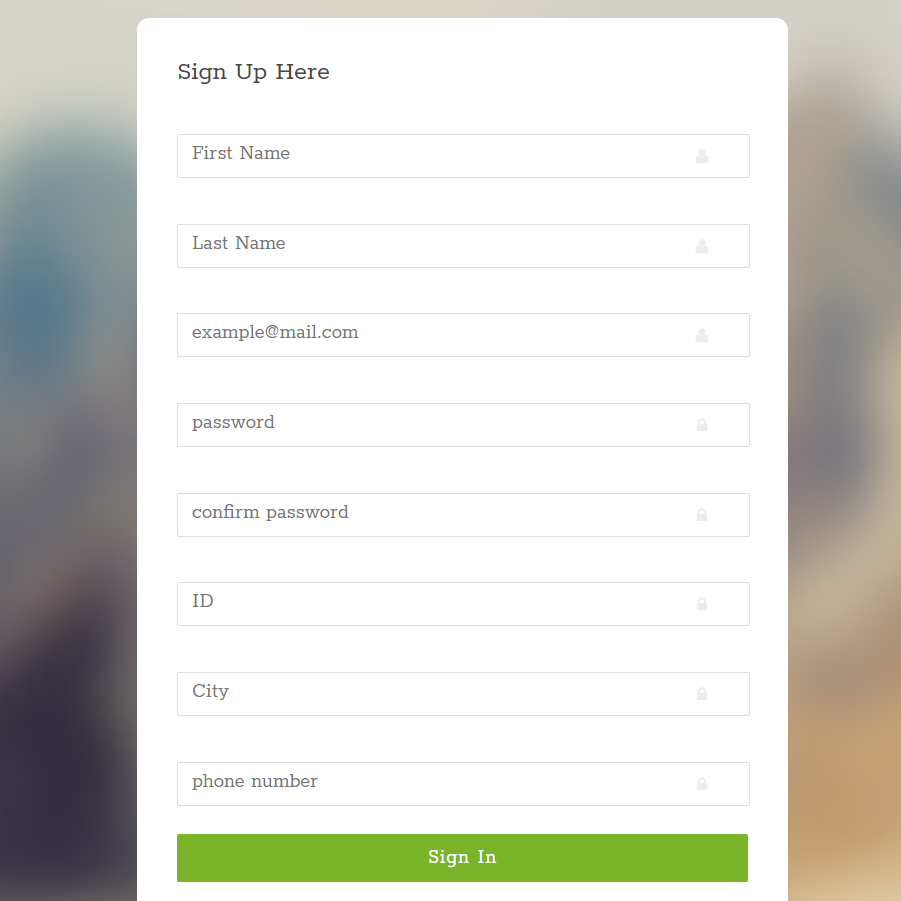 Sign Up Here
First Name
Last Name
example@mail.com
password
confirm password
ID
City
phone number
Sign In